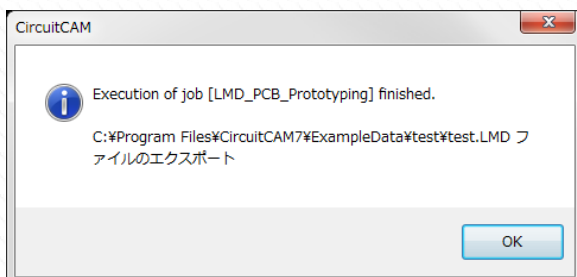 CircuitCAM
Execution of job [LMD_PCB_Prototyping] finished.
C:¥Program Files¥CircuitCAM7¥ExampleData¥test¥test.LMD フ
ァイルのエクスポート
OK